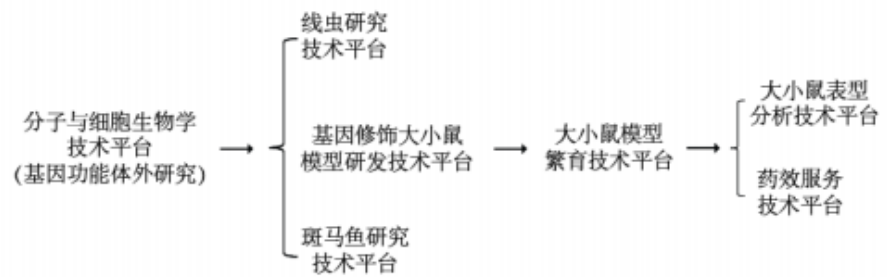 分子与细胞生物学
技术平台
(基因功能体外研究)
线虫研究
技术平台
基因修饰大小鼠
模型研发技术平台
斑马鱼研究
技术平台
大小鼠模型
繁育技术平台
大小鼠表型
分析技术平台
药效服务
技术平台